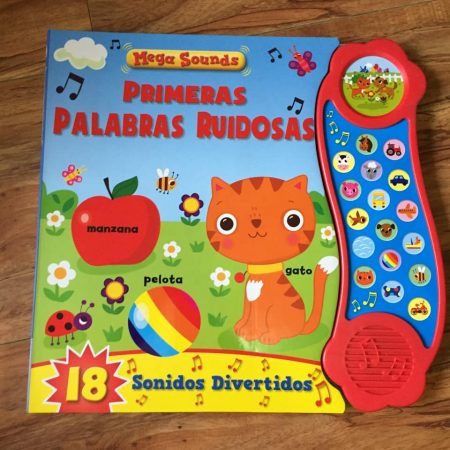 Mega Sounds
PRIMERAS
PALABRAS RUIDOSAS
manzana
pelota
gato
18
Sonidos Divertidos